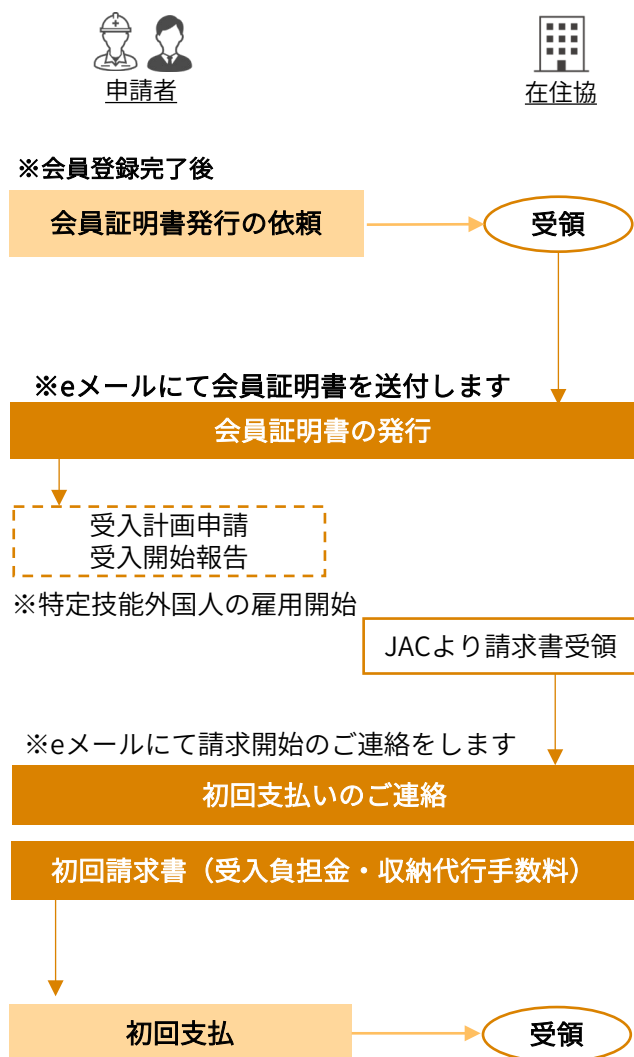 申請者
在住協
※会員登録完了後
会員証明書発行の依頼
受領
※eメールにて会員証明書を送付します
会員証明書の発行
受入計画申請
受入開始報告
※特定技能外国人の雇用開始
JACより請求書受領
※eメールにて請求開始のご連絡をします
初回支払いのご連絡
初回請求書（受入負担金・収納代行手数料）
初回支払
受領